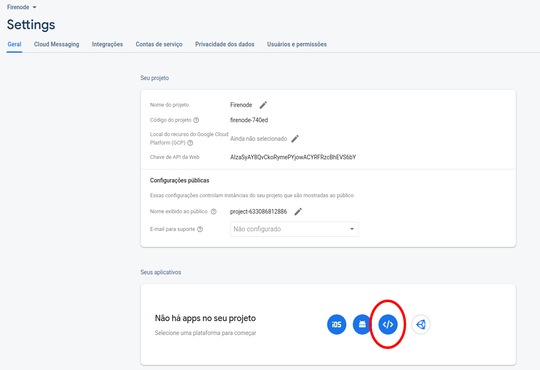 Firenode
Settings
Geral Cloud Messaging Integrações Contas de serviço Privacidade dos dados Usuários e permissões
Seu projeto
Nome do projeto Firenode
Código do projeto firenode-740ed
Local do recurso do Google Cloud
Platform (GCP) Ainda não selecionado
Chave de API da Web AIzaSyAY8QvCkoRymePYjowACYRFRzcBhEVS6bY
Configurações públicas
Essas configurações controlam instâncias do seu projeto que são mostradas ao público
Nome exibido ao público project-633086812886
E-mail para suporte Não configurado
Seus aplicativos
Não há apps no seu projeto
Selecione uma plataforma para começar
iOS </>